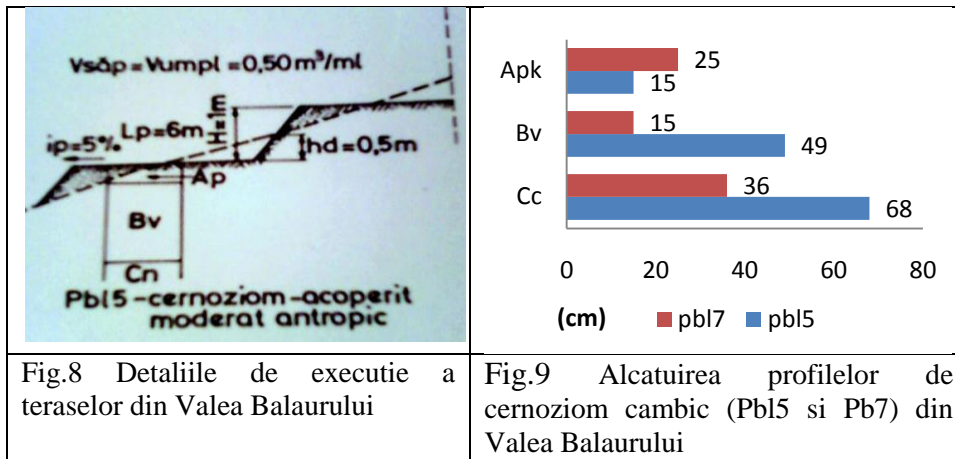 Vsăp = Vumpl = 0,50 m³/ml
ip=5%
Lp=6m
H=1m
hd=0,5m
Ap
Bv
Cn
Pbl5-cernoziom-acoperit
moderat antropic
Apk
Bv
Cc
25
15
15
49
36
68
0
20
40
60
80
(cm)
pbl7
pbl5
Fig.8 Detaliile de executie a
teraselor din Valea Balaurului
Fig.9 Alcatuirea profilelor de
cernoziom cambic (Pbl5 si Pb7) din
Valea Balaurului